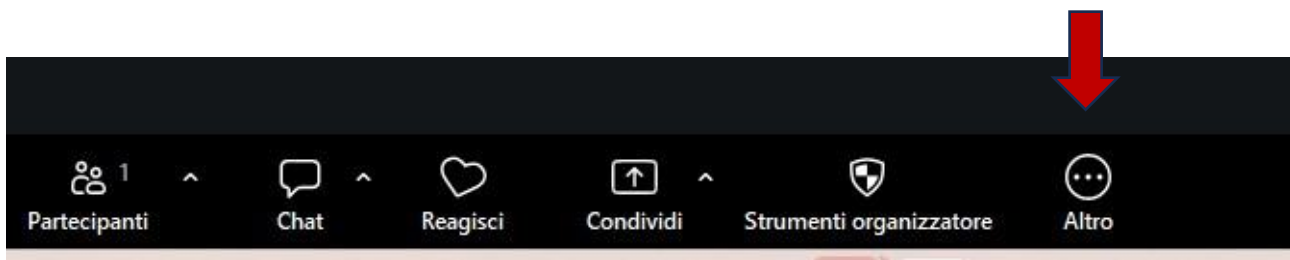 1
Partecipanti
Chat
Reagisci
Condividi
Strumenti organizzatore
Altro